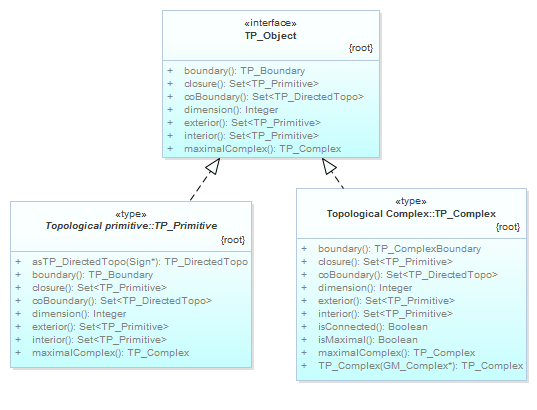 «interface»
TP_Object
{root}
+ boundary(): TP_Boundary
+ closure(): Set<TP_Primitive>
+ coBoundary(): Set<TP_DirectedTopo>
+ dimension(): Integer
+ exterior(): Set<TP_Primitive>
+ interior(): Set<TP_Primitive>
+ maximalComplex(): TP_Complex
«type»
Topological primitive::TP_Primitive
{root}
+ asTP_DirectedTopo(Sign*): TP_DirectedTopo
+ boundary(): TP_Boundary
+ closure(): Set<TP_Primitive>
+ coBoundary(): Set<TP_DirectedTopo>
+ dimension(): Integer
+ exterior(): Set<TP_Primitive>
+ interior(): Set<TP_Primitive>
+ maximalComplex(): TP_Complex
«type»
Topological Complex::TP_Complex
{root}
+ boundary(): TP_ComplexBoundary
+ closure(): Set<TP_Primitive>
+ coBoundary(): Set<TP_DirectedTopo>
+ dimension(): Integer
+ exterior(): Set<TP_Primitive>
+ interior(): Set<TP_Primitive>
+ isConnected(): Boolean
+ isMaximal(): Boolean
+ maximalComplex(): TP_Complex
+ TP_Complex(GM_Complex*): TP_Complex